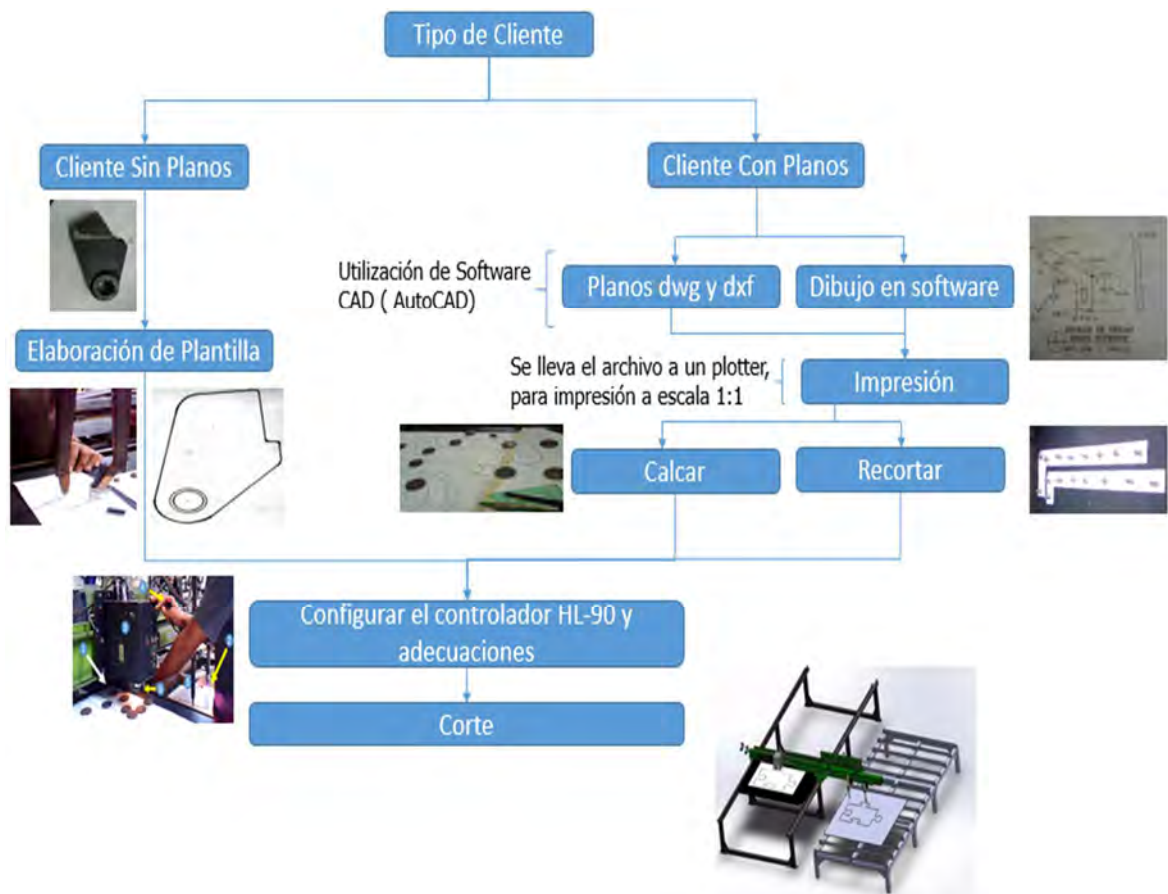 Tipo de Cliente
Cliente Sin Planos
Cliente Con Planos
Utilización de Software
CAD ( AutoCAD)
Planos dwg y dxf
Dibujo en software
Elaboración de Plantilla
Se lleva el archivo a un plotter,
para impresión a escala 1:1
Impresión
Calcar
Recortar
Configurar el controlador HL-90 y
adecuaciones
Corte